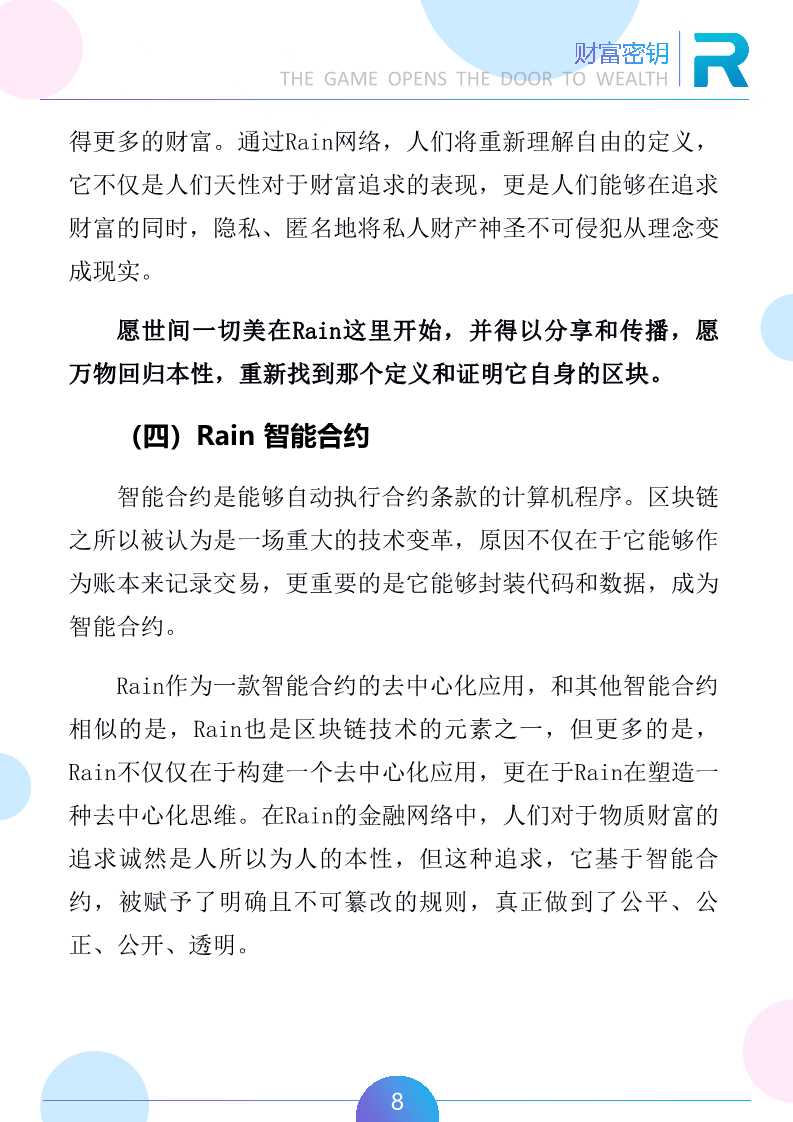 财富密钥
THE GAME OPENS THE DOOR TO WEALTH
得更多的财富。通过Rain网络，人们将重新理解自由的定义，
它不仅是人们天性对于财富追求的表现，更是人们能够在追求
财富的同时，隐私、匿名地将私人财产神圣不可侵犯从理念变
成现实。
愿世间一切美在Rain这里开始，并得以分享和传播，愿
万物回归本性，重新找到那个定义和证明它自身的区块。
（四）Rain 智能合约
智能合约是能够自动执行合约条款的计算机程序。区块链
之所以被认为是一场重大的技术变革，原因不仅在于它能够作
为账本来记录交易，更重要的是它能够封装代码和数据，成为
智能合约。
Rain作为一款智能合约的去中心化应用，和其他智能合约
相似的是，Rain也是区块链技术的元素之一，但更多的是，
Rain不仅仅在于构建一个去中心化应用，更在于Rain在塑造一
种去中心化思维。在Rain的金融网络中，人们对于物质财富的
追求诚然是人所以为人的本性，但这种追求，它基于智能合
约，被赋予了明确且不可篡改的规则，真正做到了公平、公
正、公开、透明。
8